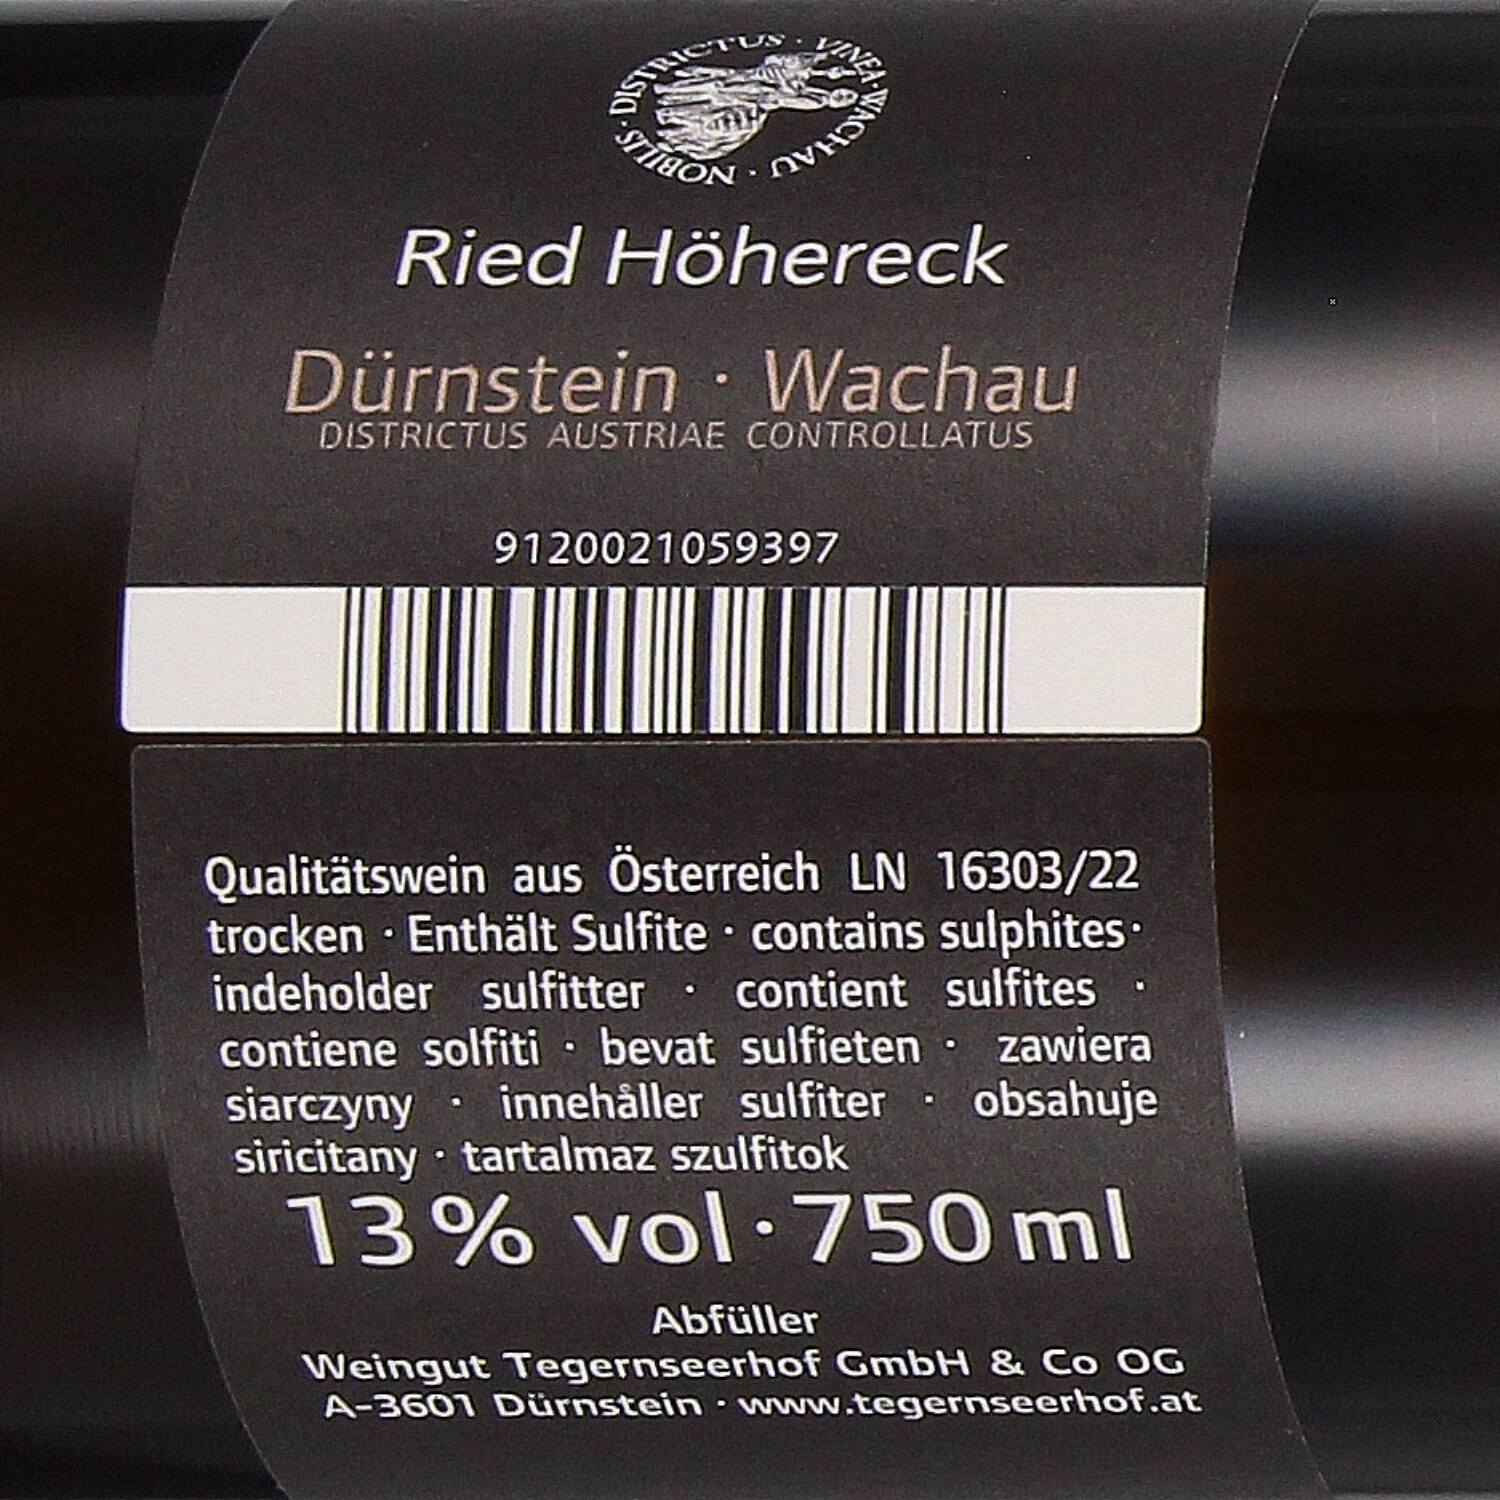 DISTRICTUS · VINEA · WACHAU · NOBILIS ·
Ried Höhereck
Dürnstein · Wachau
DISTRICTUS AUSTRIAE CONTROLLATUS
9120021059397
Qualitätswein aus Österreich LN 16303/22
trocken · Enthält Sulfite · contains sulphites·
indeholder sulfitter · contient sulfites ·
contiene solfiti · bevat sulfieten · zawiera
siarczyny · innehåller sulfiter · obsahuje
siricitany · tartalmaz szulfitok
13% vol·750ml
Abfüller
Weingut Tegernseerhof GmbH & Co OG
A-3601 Dürnstein · www.tegernseerhof.at